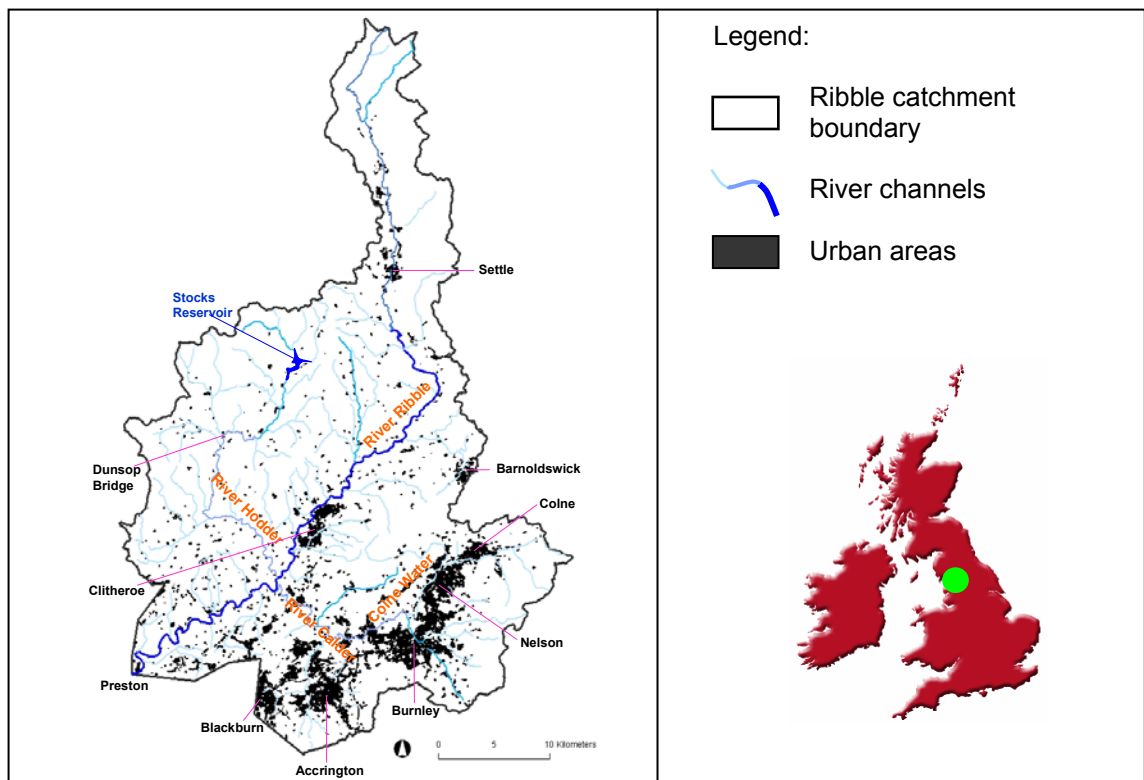 Settle
Stocks
Reservoir
River Ribble
Dunsop
Bridge
Barnoldswick
Colne
River Hodder
Clitheroe
Colne Water
River Calder
Nelson
Preston
Blackburn
Burnley
Accrington
0 5 10 Kilometers
Legend:
Ribble catchment
boundary
River channels
Urban areas